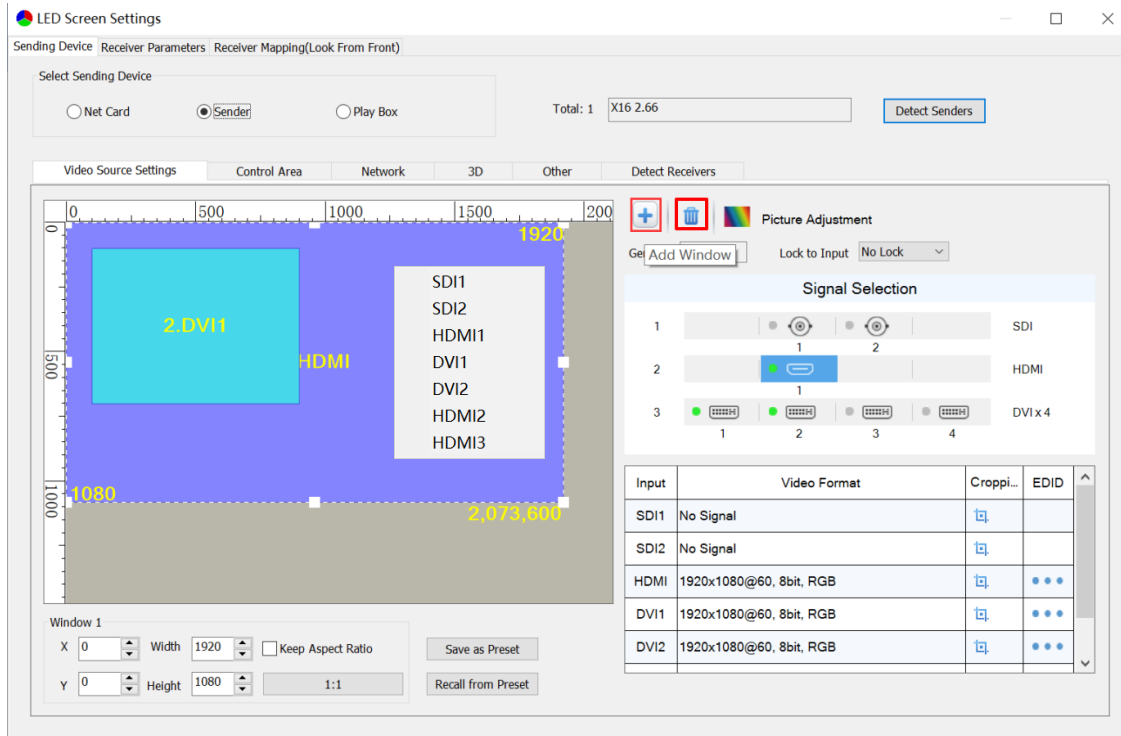 LED Screen Settings
Sending Device Receiver Parameters Receiver Mapping(Look From Front)
Select Sending Device
Net Card Sender Play Box Total: 1 X16 2.66 Detect Senders
Video Source Settings Control Area Network 3D Other Detect Receivers
0 500 1000 1500 200
0
500
1000
1920
2.DVI1
HDMI
1080
2,073,600
SDI1
SDI2
HDMI1
DVI1
DVI2
HDMI2
HDMI3
Picture Adjustment
Add Window
Lock to Input No Lock
Signal Selection
1 SDI
1 2
2 HDMI
1
3 DVI x 4
1 2 3 4
Input Video Format Croppi... EDID
SDI1 No Signal
SDI2 No Signal
HDMI 1920x1080@60, 8bit, RGB
DVI1 1920x1080@60, 8bit, RGB
DVI2 1920x1080@60, 8bit, RGB
Window 1
X 0 Width 1920 Keep Aspect Ratio Save as Preset
Y 0 Height 1080 1:1 Recall from Preset